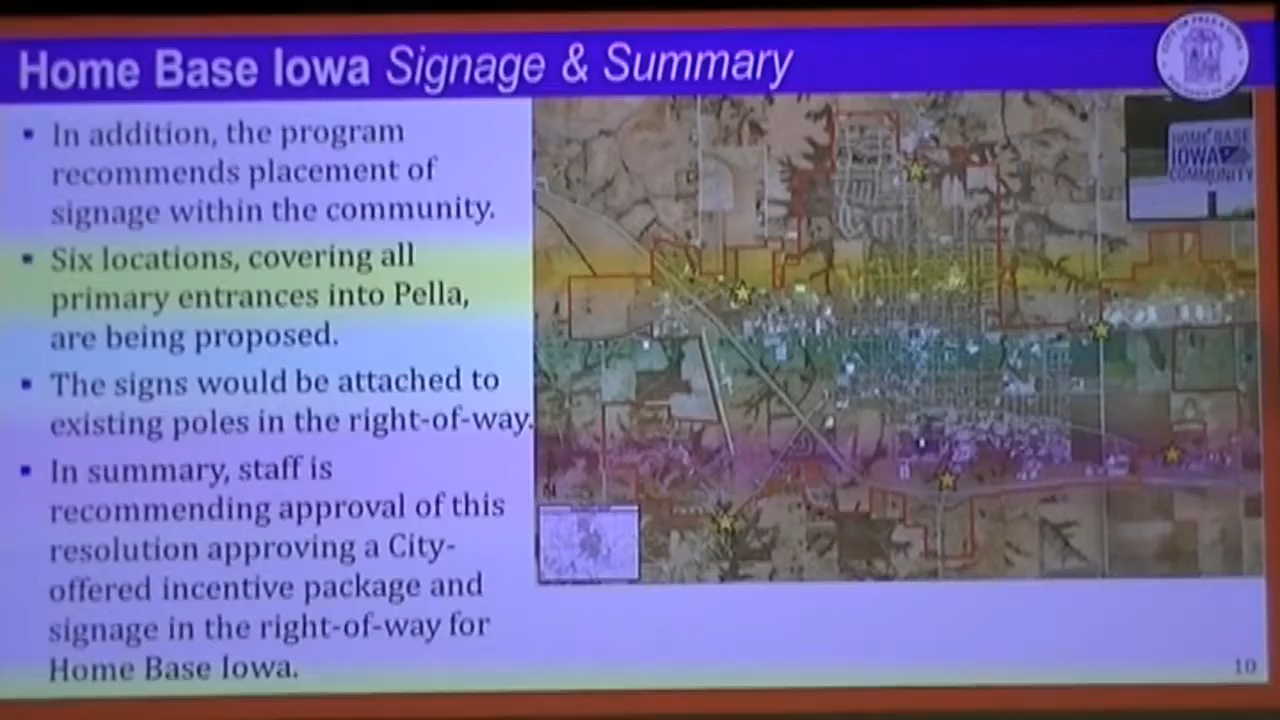 Home Base Iowa Signage & Summary
▪ In addition, the program
recommends placement of
signage within the community.
▪ Six locations, covering all
primary entrances into Pella,
are being proposed.
▪ The signs would be attached to
existing poles in the right-of-way.
▪ In summary, staff is
recommending approval of this
resolution approving a City-
offered incentive package and
signage in the right-of-way for
Home Base Iowa.
HOME BASE
IOWA
COMMUNITY
N
10